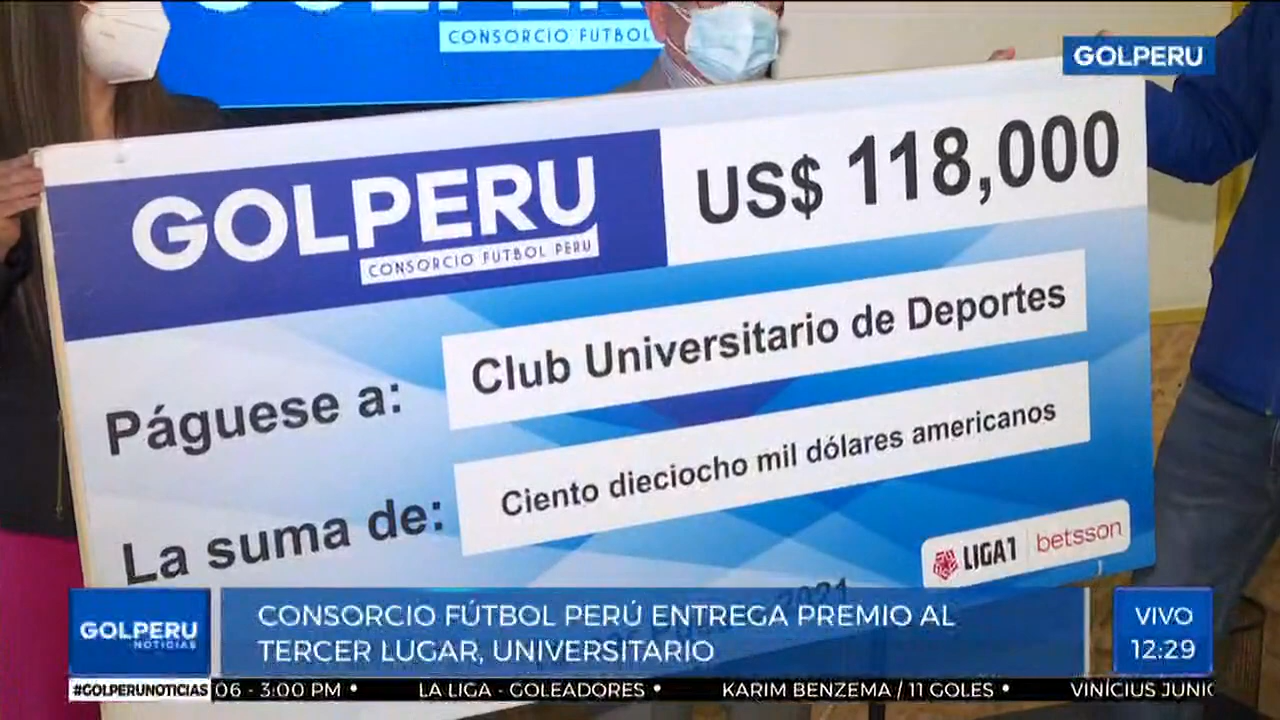 CONSORCIO FUTBOL
GOLPERU
GOLPERU
CONSORCIO FUTBOL PERU
US$ 118,000
Páguese a:
Club Universitario de Deportes
La suma de:
Ciento dieciocho mil dólares americanos
LIGA1 betsson
2021
GOLPERU
NOTICIAS
CONSORCIO FÚTBOL PERÚ ENTREGA PREMIO AL
TERCER LUGAR, UNIVERSITARIO
VIVO
12:29
#GOLPERUNOTICIAS 06 - 3:00 PM • LA LIGA - GOLEADORES • KARIM BENZEMA / 11 GOLES • VINÍCIUS JUNIO